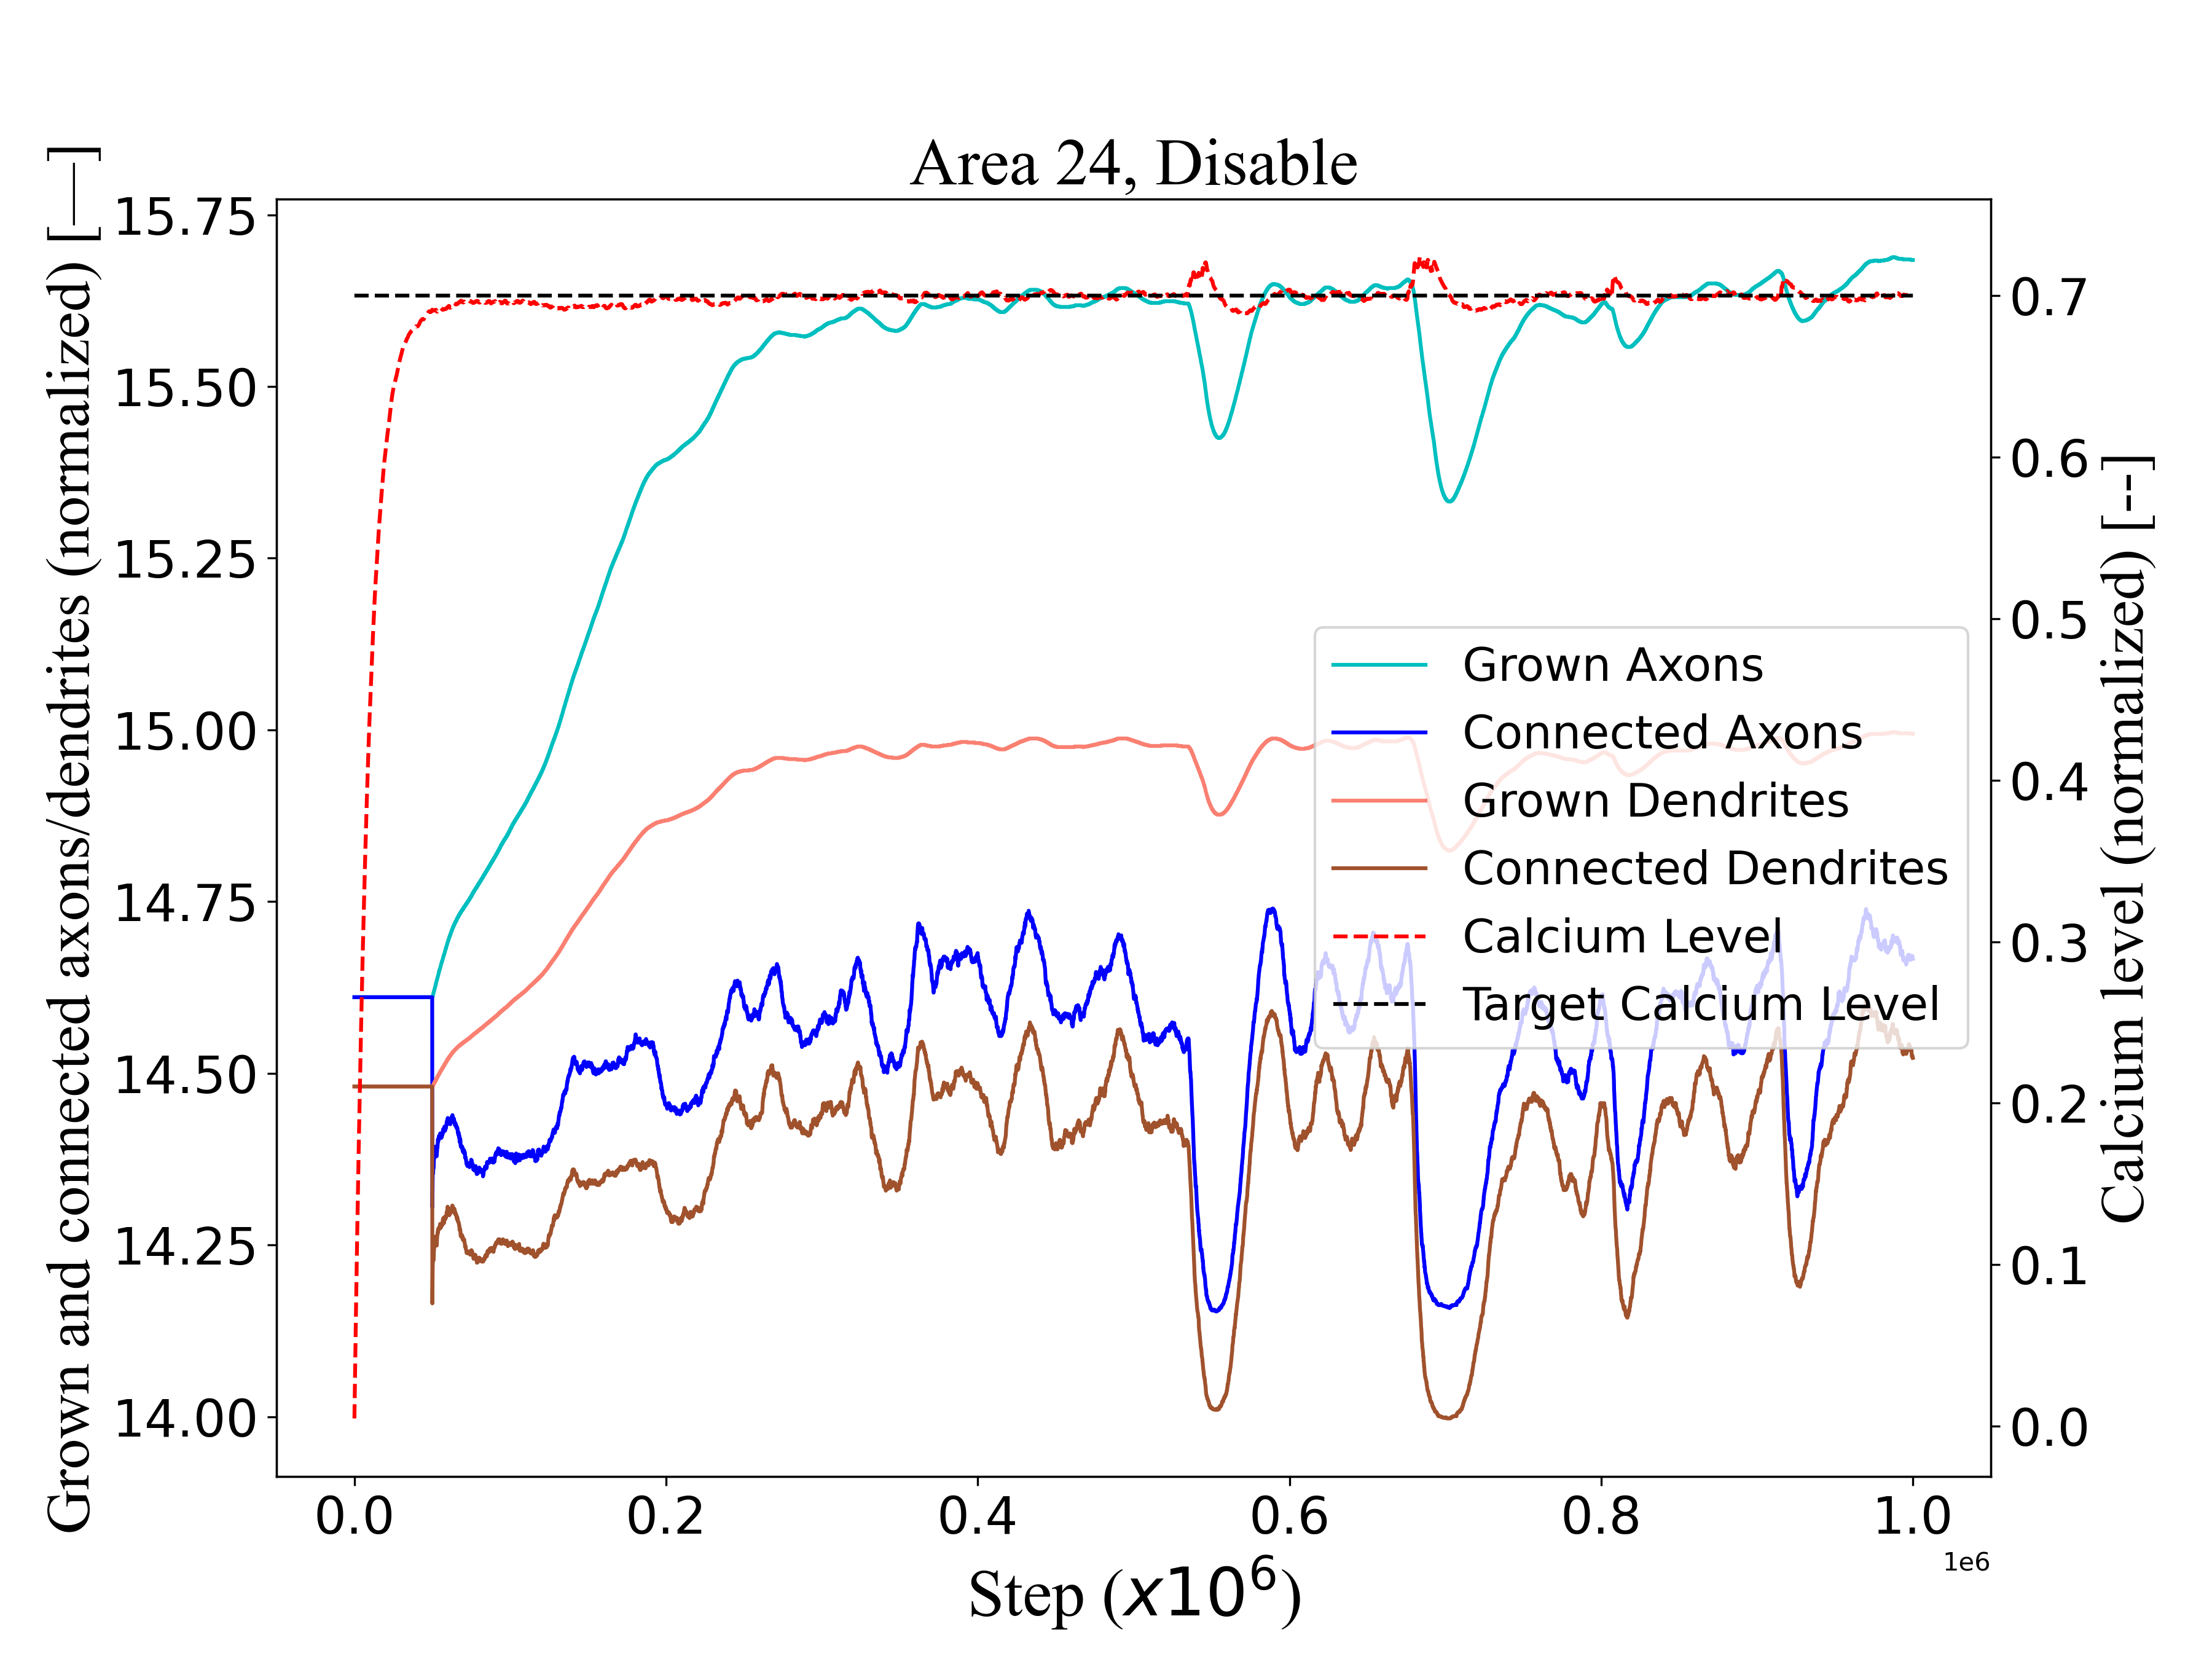 Area 24, Disable
Grown and connected axons/dendrites (normalized) [—]
15.75
15.50
15.25
15.00
14.75
14.50
14.25
14.00
0.0
0.2
0.4
0.6
0.8
1.0
1e6
Step (x10^6)
0.7
0.6
0.5
0.4
0.3
0.2
0.1
0.0
Calcium level (normalized) [--]
Grown Axons
Connected Axons
Grown Dendrites
Connected Dendrites
Calcium Level
Target Calcium Level